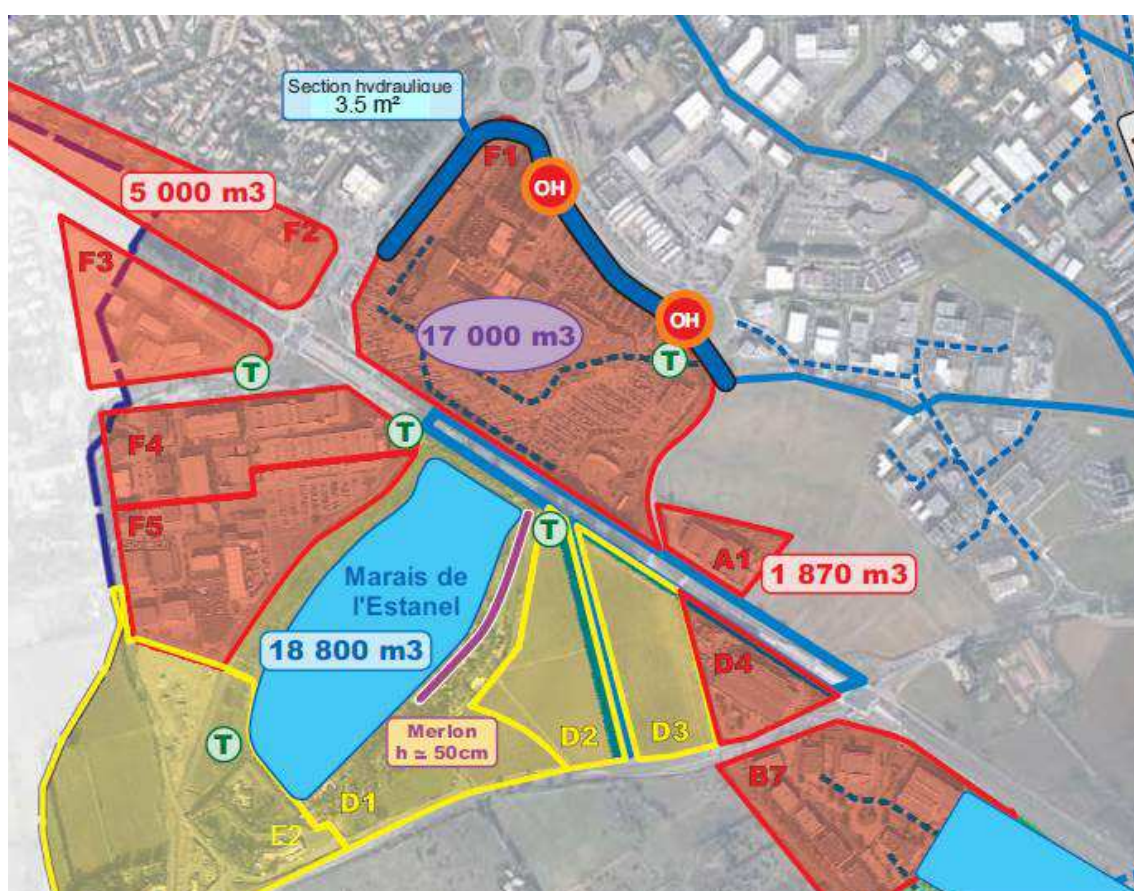 Section hydraulique
3.5 m²
F1
OH
5 000 m3
F2
F3
17 000 m3
OH
T
T
T
F4
F5
T
A1
1 870 m3
Marais de
l'Estanel
18 800 m3
D4
Merlon
h ≃ 50cm
D2
D3
T
B7
D1
E2